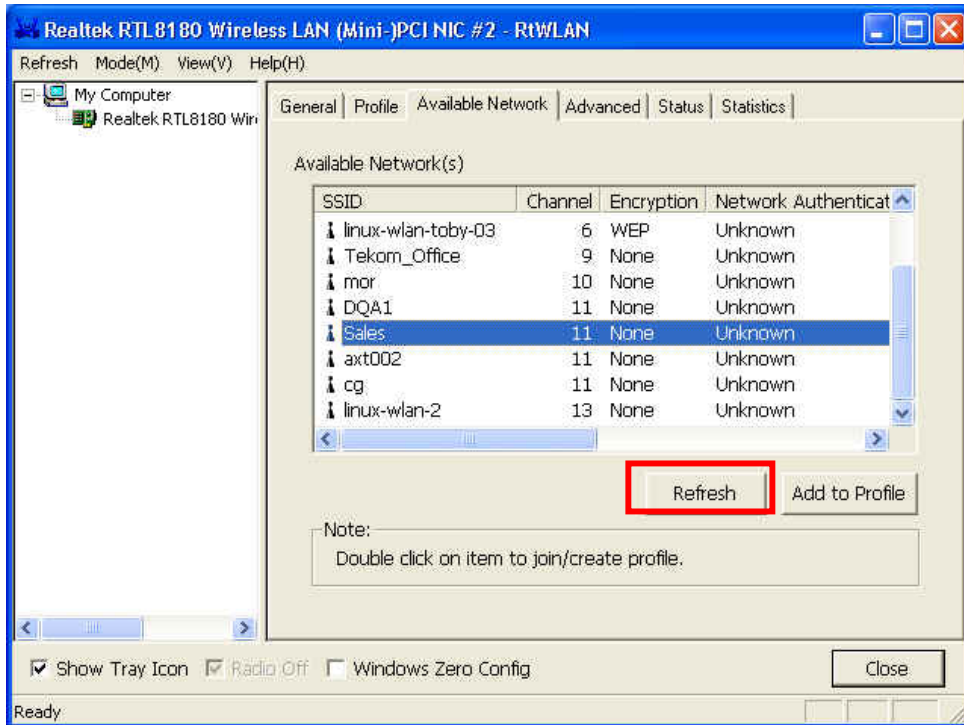 Realtek RTL8180 Wireless LAN (Mini-)PCI NIC #2 - RtWLAN
Refresh Mode(M) View(V) Help(H)
My Computer
Realtek RTL8180 Wir
General Profile Available Network Advanced Status Statistics
Available Network(s)
SSID Channel Encryption Network Authenticat
linux-wlan-toby-03 6 WEP Unknown
Tekom_Office 9 None Unknown
mor 10 None Unknown
DQA1 11 None Unknown
Sales 11 None Unknown
axt002 11 None Unknown
cg 11 None Unknown
linux-wlan-2 13 None Unknown
Refresh Add to Profile
Note:
Double click on item to join/create profile.
Show Tray Icon Radio Off Windows Zero Config Close
Ready